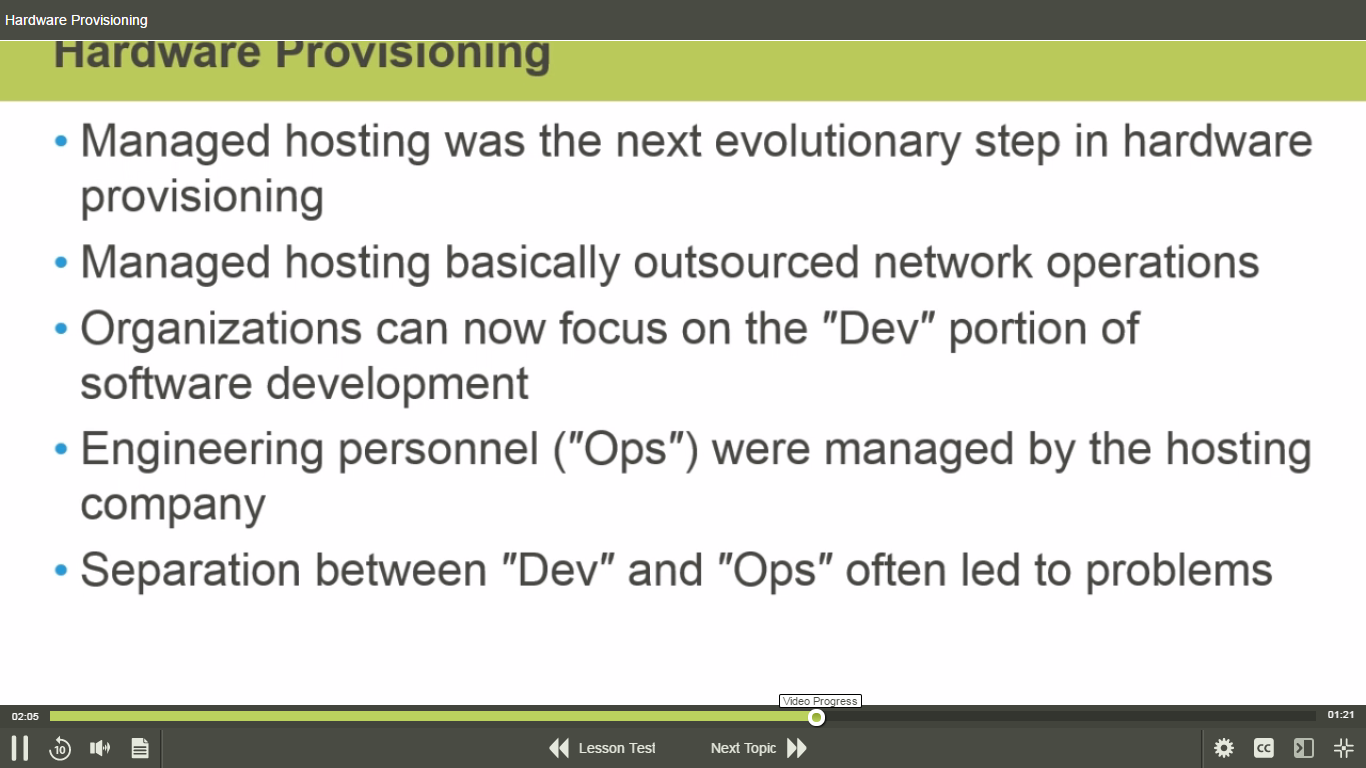 Hardware Provisioning
Hardware Provisioning
• Managed hosting was the next evolutionary step in hardware
provisioning
• Managed hosting basically outsourced network operations
• Organizations can now focus on the "Dev" portion of
software development
• Engineering personnel ("Ops") were managed by the hosting
company
• Separation between "Dev" and "Ops" often led to problems
Video Progress
02:05
01:21
10
Lesson Test
Next Topic
CC